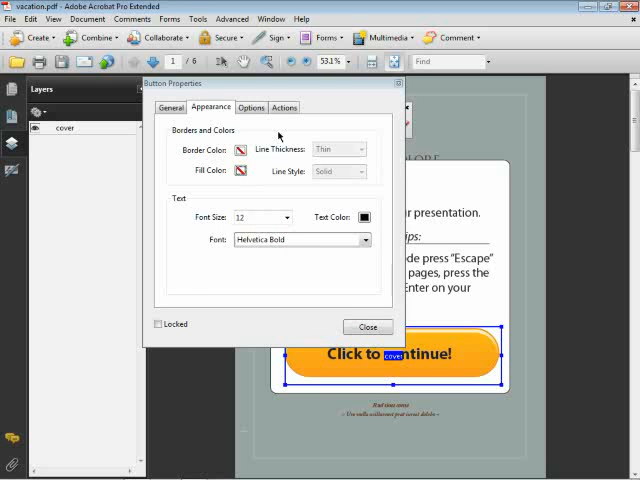 vacation.pdf - Adobe Acrobat Pro Extended
File Edit View Document Comments Forms Tools Advanced Window Help
Create Combine Collaborate Secure Sign Forms Multimedia Comment
1 / 6 53.1% Find
Layers
cover
Button Properties
General Appearance Options Actions
Borders and Colors
Border Color: Line Thickness: Thin
Fill Color: Line Style: Solid
Text
Font Size: 12 Text Color:
Font: Helvetica Bold
Locked Close
ur presentation.
ips:
ode press "Escape"
pages, press the
Enter on your
Click to cover ntinue!